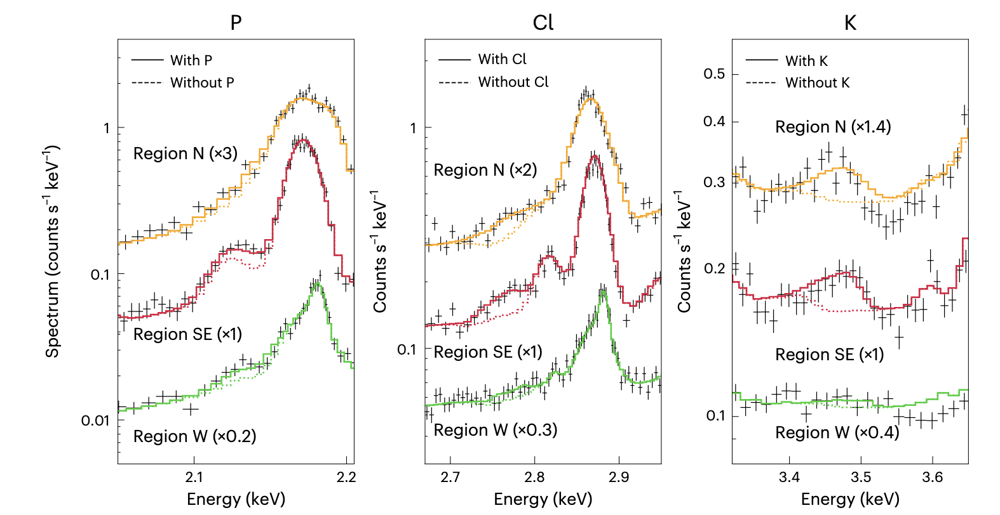 P
Cl
K
With P
Without P
With Cl
Without Cl
With K
Without K
Spectrum (counts s⁻¹ keV⁻¹)
1
0.1
0.01
Region N (×3)
Region SE (×1)
Region W (×0.2)
2.1
2.2
Energy (keV)
Counts s⁻¹ keV⁻¹
1
0.1
Region N (×2)
Region SE (×1)
Region W (×0.3)
2.7
2.8
2.9
Energy (keV)
Counts s⁻¹ keV⁻¹
0.5
0.4
0.3
0.2
0.1
Region N (×1.4)
Region SE (×1)
Region W (×0.4)
3.4
3.5
3.6
Energy (keV)